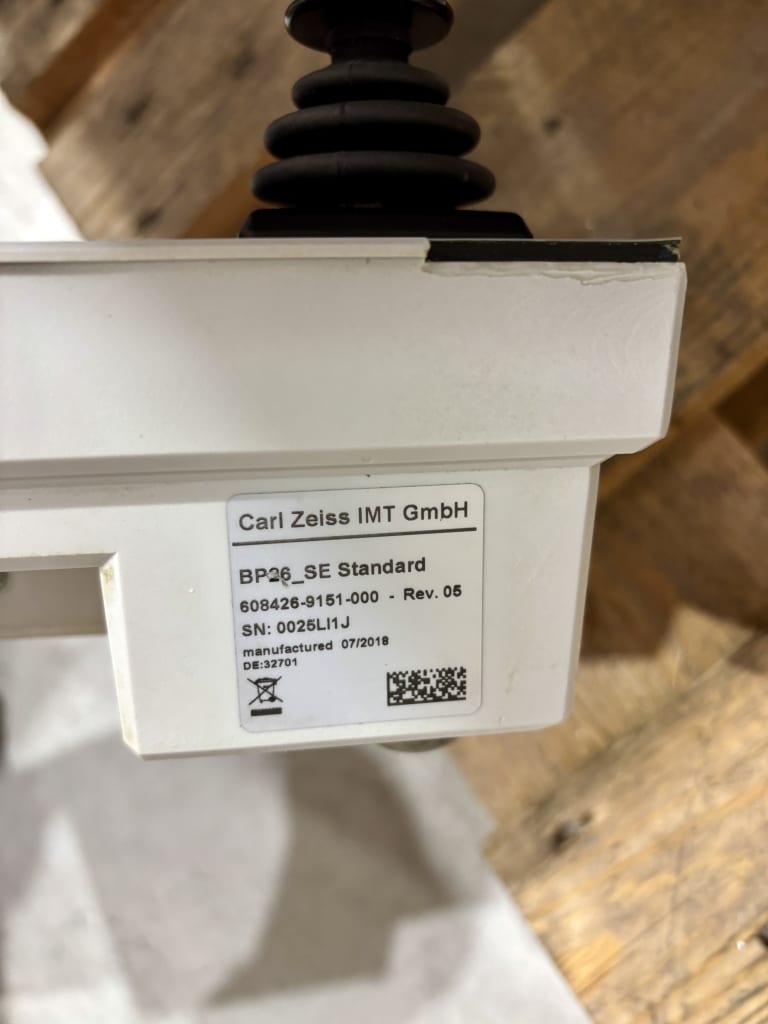 Carl Zeiss IMT GmbH
BP26_SE Standard
608426-9151-000 - Rev. 05
SN: 0025LI1J
manufactured 07/2018
DE:32701